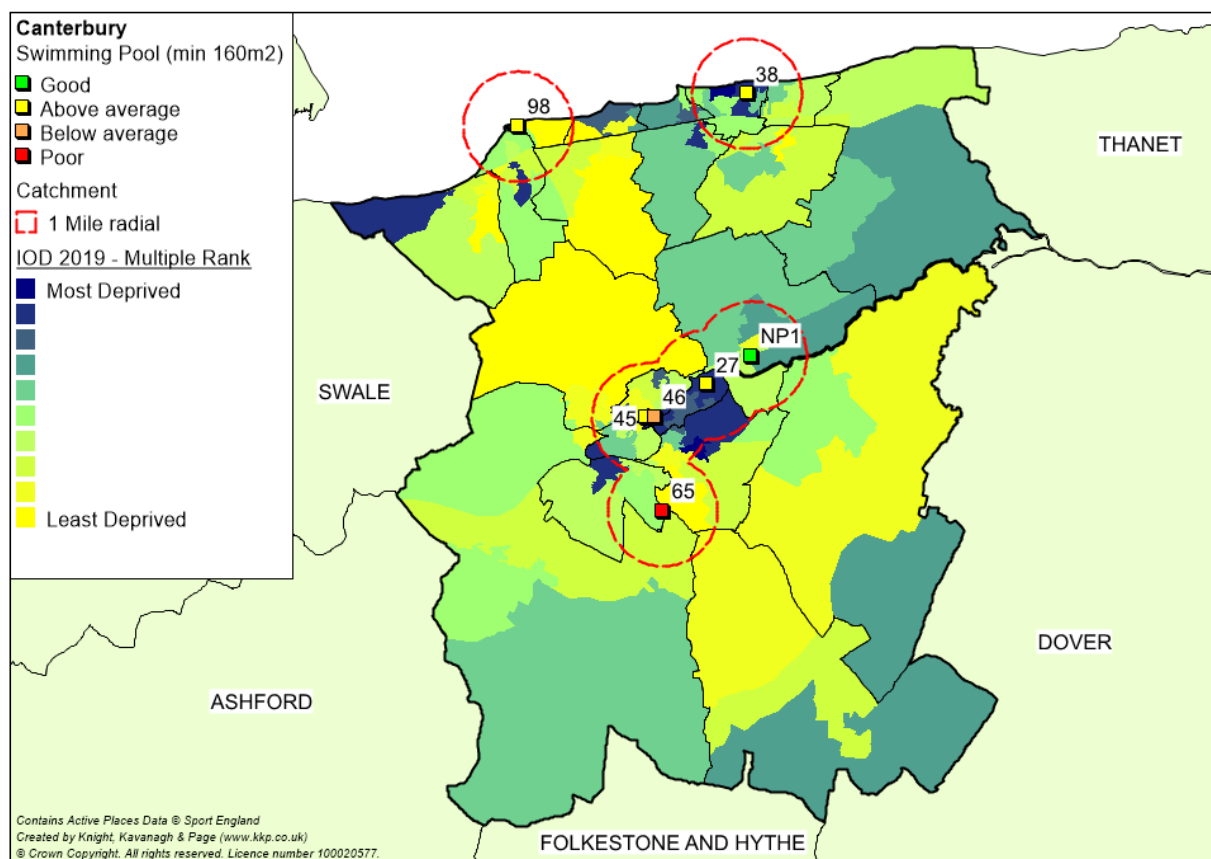 Canterbury
Swimming Pool (min 160m2)
Good
Above average
Below average
Poor
Catchment
1 Mile radial
IOD 2019 - Multiple Rank
Most Deprived
Least Deprived
98
38
THANET
NP1
27
SWALE
46
45
65
DOVER
ASHFORD
FOLKESTONE AND HYTHE
Contains Active Places Data © Sport England
Created by Knight, Kavanagh & Page (www.kkp.co.uk)
© Crown Copyright. All rights reserved. Licence number 100020577.